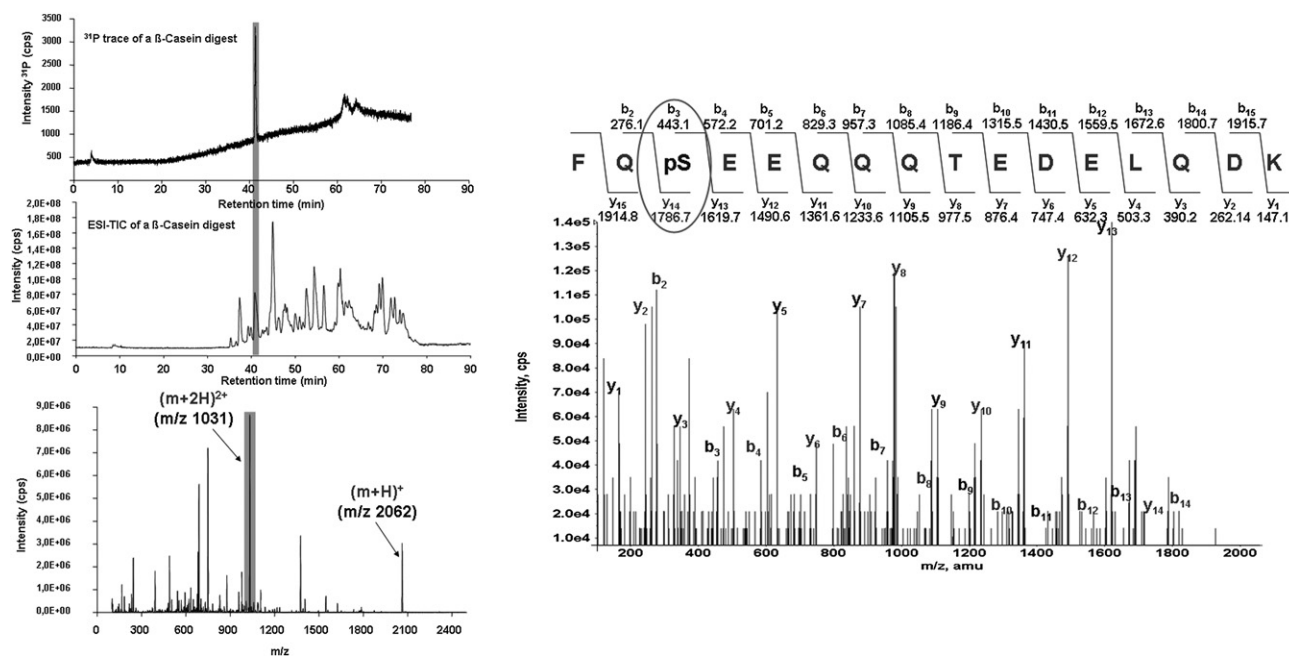 3500
3000
2500
2000
1500
1000
500
Intensity ³¹P (cps)
³¹P trace of a ß-Casein digest
0 10 20 30 40 50 60 70 80 90
Retention time (min)
2,0E+08
1,8E+08
1,6E+08
1,4E+08
1,2E+08
1,0E+08
8,0E+07
6,0E+07
4,0E+07
2,0E+07
0,0E+00
Intensity (cps)
ESI-TIC of a ß-Casein digest
0 10 20 30 40 50 60 70 80 90
Retention time (min)
9,0E+06
8,0E+06
7,0E+06
6,0E+06
5,0E+06
4,0E+06
3,0E+06
2,0E+06
1,0E+06
0,0E+00
Intensity (cps)
(m+2H)²⁺
(m/z 1031)
(m+H)⁺
(m/z 2062)
0 300 600 900 1200 1500 1800 2100 2400
m/z
b₂ b₃ b₄ b₅ b₆ b₇ b₈ b₉ b₁₀ b₁₁ b₁₂ b₁₃ b₁₄ b₁₅
276.1 443.1 572.2 701.2 829.3 957.3 1085.4 1186.4 1315.5 1430.5 1559.5 1672.6 1800.7 1915.7
F Q pS E E Q Q Q T E D E L Q D K
y₁₅ y₁₄ y₁₃ y₁₂ y₁₁ y₁₀ y₉ y₈ y₇ y₆ y₅ y₄ y₃ y₂ y₁
1914.8 1786.7 1619.7 1490.6 1361.6 1233.6 1105.5 977.5 876.4 747.4 632.3 503.3 390.2 262.14 147.1
1.4e5
1.3e5
1.2e5
1.1e5
1.0e5
9.0e4
8.0e4
7.0e4
6.0e4
5.0e4
4.0e4
3.0e4
2.0e4
1.0e4
Intensity, cps
y₁ y₂ b₂ y₃ b₃ y₄ b₄ y₅ b₅ y₆ b₆ y₇ b₇ y₈ b₈ y₉ b₉ y₁₀ b₁₀ y₁₁ b₁₁ y₁₂ b₁₂ y₁₃ b₁₃ y₁₄ b₁₄
200 400 600 800 1000 1200 1400 1600 1800 2000
m/z, amu